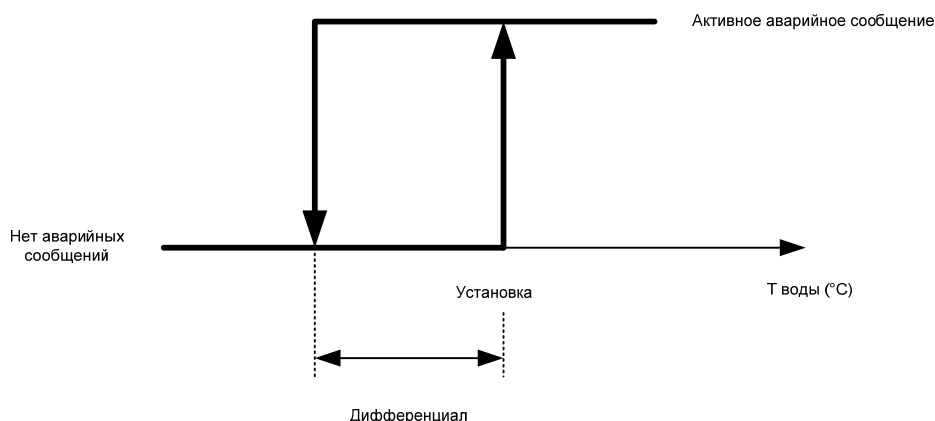 Активное аварийное сообщение
Нет аварийных
сообщений
Установка
Т воды (°C)
Дифференциал